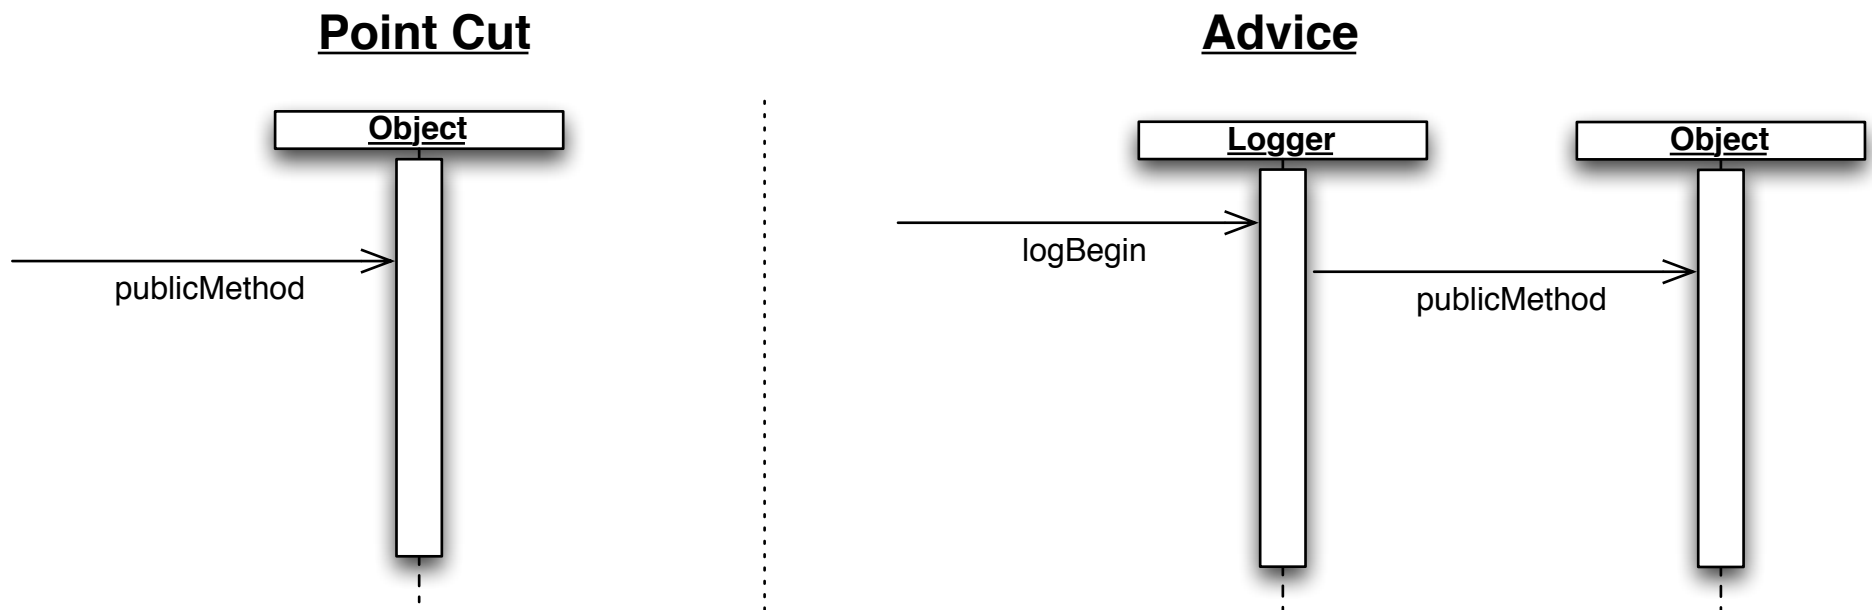 Point Cut
Advice
Object
Logger
Object
publicMethod
logBegin
publicMethod